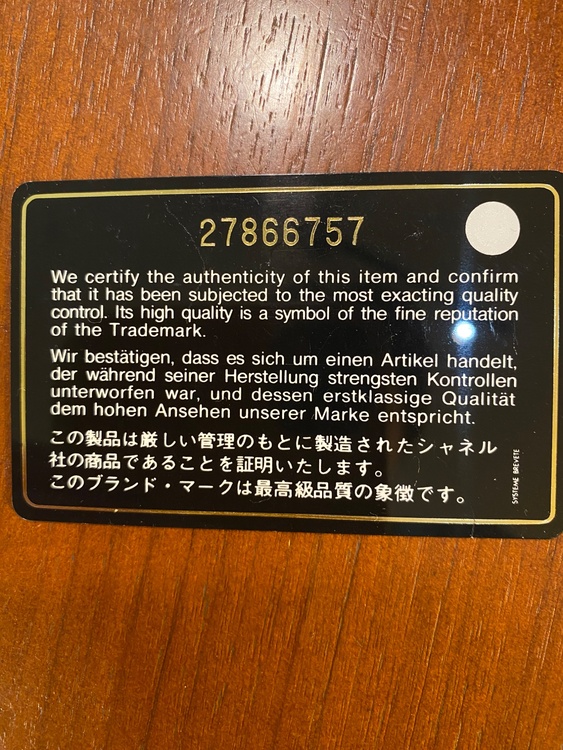 27866757
We certify the authenticity of this item and confirm
that it has been subjected to the most exacting quality
control. Its high quality is a symbol of the fine reputation
of the Trademark.
Wir bestätigen, dass es sich um einen Artikel handelt,
der während seiner Herstellung strengsten Kontrollen
unterworfen war, und dessen erstklassige Qualität
dem hohen Ansehen unserer Marke entspricht.
この製品は厳しい管理のもとに製造されたシャネル
社の商品であることを証明いたします。
このブランド・マークは最高級品質の象徴です。
SYSTEME BREVETE